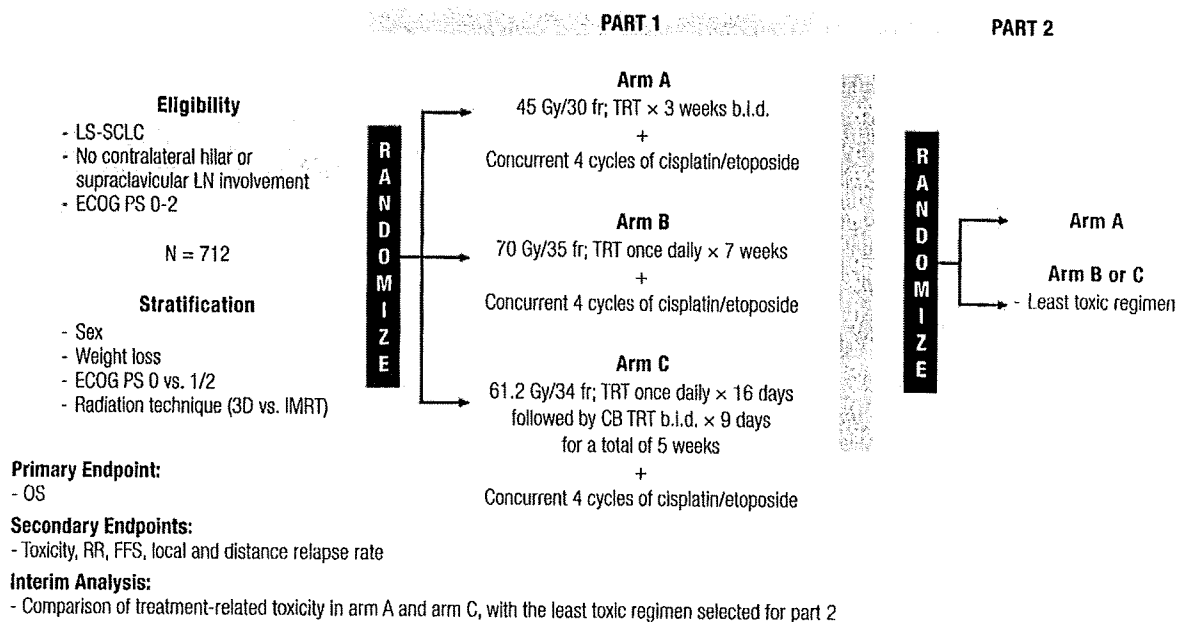 PART 1
PART 2
Eligibility
- LS-SCLC
- No contralateral hilar or
supraclavicular LN involvement
- ECOG PS 0-2
N = 712
Stratification
- Sex
- Weight loss
- ECOG PS 0 vs. 1/2
- Radiation technique (3D vs. IMRT)
RANDOMIZE
Arm A
45 Gy/30 fr; TRT × 3 weeks b.i.d.
+
Concurrent 4 cycles of cisplatin/etoposide
Arm B
70 Gy/35 fr; TRT once daily × 7 weeks
+
Concurrent 4 cycles of cisplatin/etoposide
Arm C
61.2 Gy/34 fr; TRT once daily × 16 days
followed by CB TRT b.i.d. × 9 days
for a total of 5 weeks
+
Concurrent 4 cycles of cisplatin/etoposide
RANDOMIZE
Arm A
Arm B or C
- Least toxic regimen
Primary Endpoint:
- OS
Secondary Endpoints:
- Toxicity, RR, FFS, local and distance relapse rate
Interim Analysis:
- Comparison of treatment-related toxicity in arm A and arm C, with the least toxic regimen selected for part 2